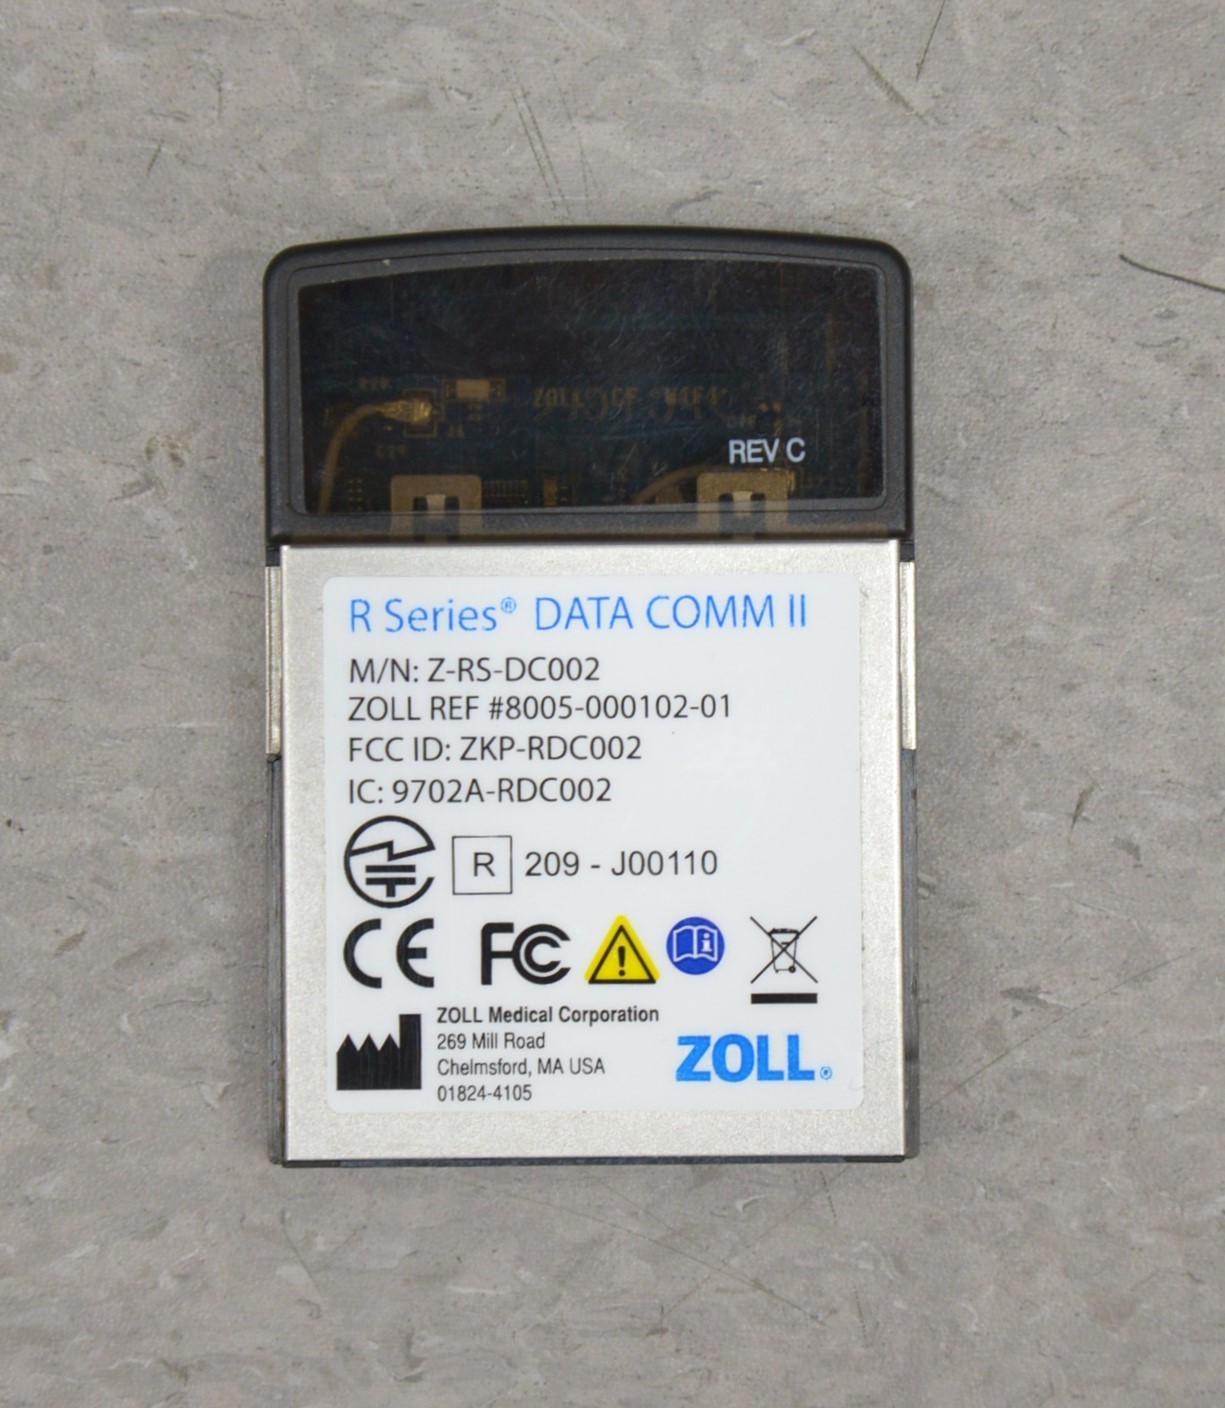 REV C
R Series® DATA COMM II
M/N: Z-RS-DC002
ZOLL REF #8005-000102-01
FCC ID: ZKP-RDC002
IC: 9702A-RDC002
R 209 - J00110
CE FC
ZOLL Medical Corporation
269 Mill Road
Chelmsford, MA USA
01824-4105
ZOLL®